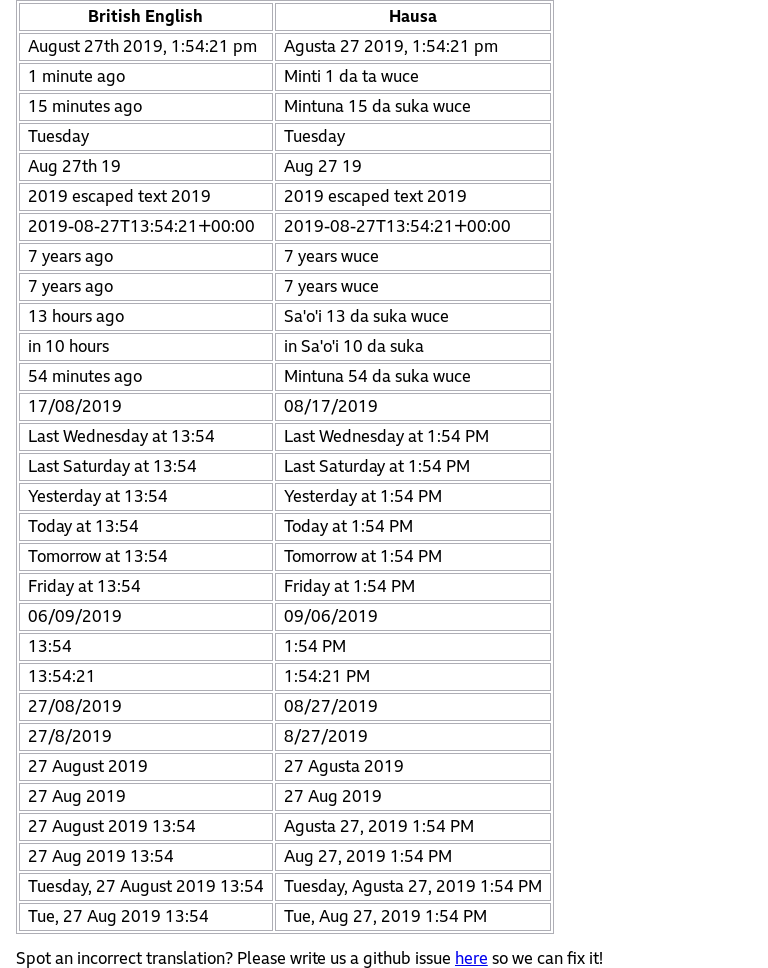 British English Hausa
August 27th 2019, 1:54:21 pm Agusta 27 2019, 1:54:21 pm
1 minute ago Minti 1 da ta wuce
15 minutes ago Mintuna 15 da suka wuce
Tuesday Tuesday
Aug 27th 19 Aug 27 19
2019 escaped text 2019 2019 escaped text 2019
2019-08-27T13:54:21+00:00 2019-08-27T13:54:21+00:00
7 years ago 7 years wuce
7 years ago 7 years wuce
13 hours ago Sa'o'i 13 da suka wuce
in 10 hours in Sa'o'i 10 da suka
54 minutes ago Mintuna 54 da suka wuce
17/08/2019 08/17/2019
Last Wednesday at 13:54 Last Wednesday at 1:54 PM
Last Saturday at 13:54 Last Saturday at 1:54 PM
Yesterday at 13:54 Yesterday at 1:54 PM
Today at 13:54 Today at 1:54 PM
Tomorrow at 13:54 Tomorrow at 1:54 PM
Friday at 13:54 Friday at 1:54 PM
06/09/2019 09/06/2019
13:54 1:54 PM
13:54:21 1:54:21 PM
27/08/2019 08/27/2019
27/8/2019 8/27/2019
27 August 2019 27 Agusta 2019
27 Aug 2019 27 Aug 2019
27 August 2019 13:54 Agusta 27, 2019 1:54 PM
27 Aug 2019 13:54 Aug 27, 2019 1:54 PM
Tuesday, 27 August 2019 13:54 Tuesday, Agusta 27, 2019 1:54 PM
Tue, 27 Aug 2019 13:54 Tue, Aug 27, 2019 1:54 PM
Spot an incorrect translation? Please write us a github issue here so we can fix it!